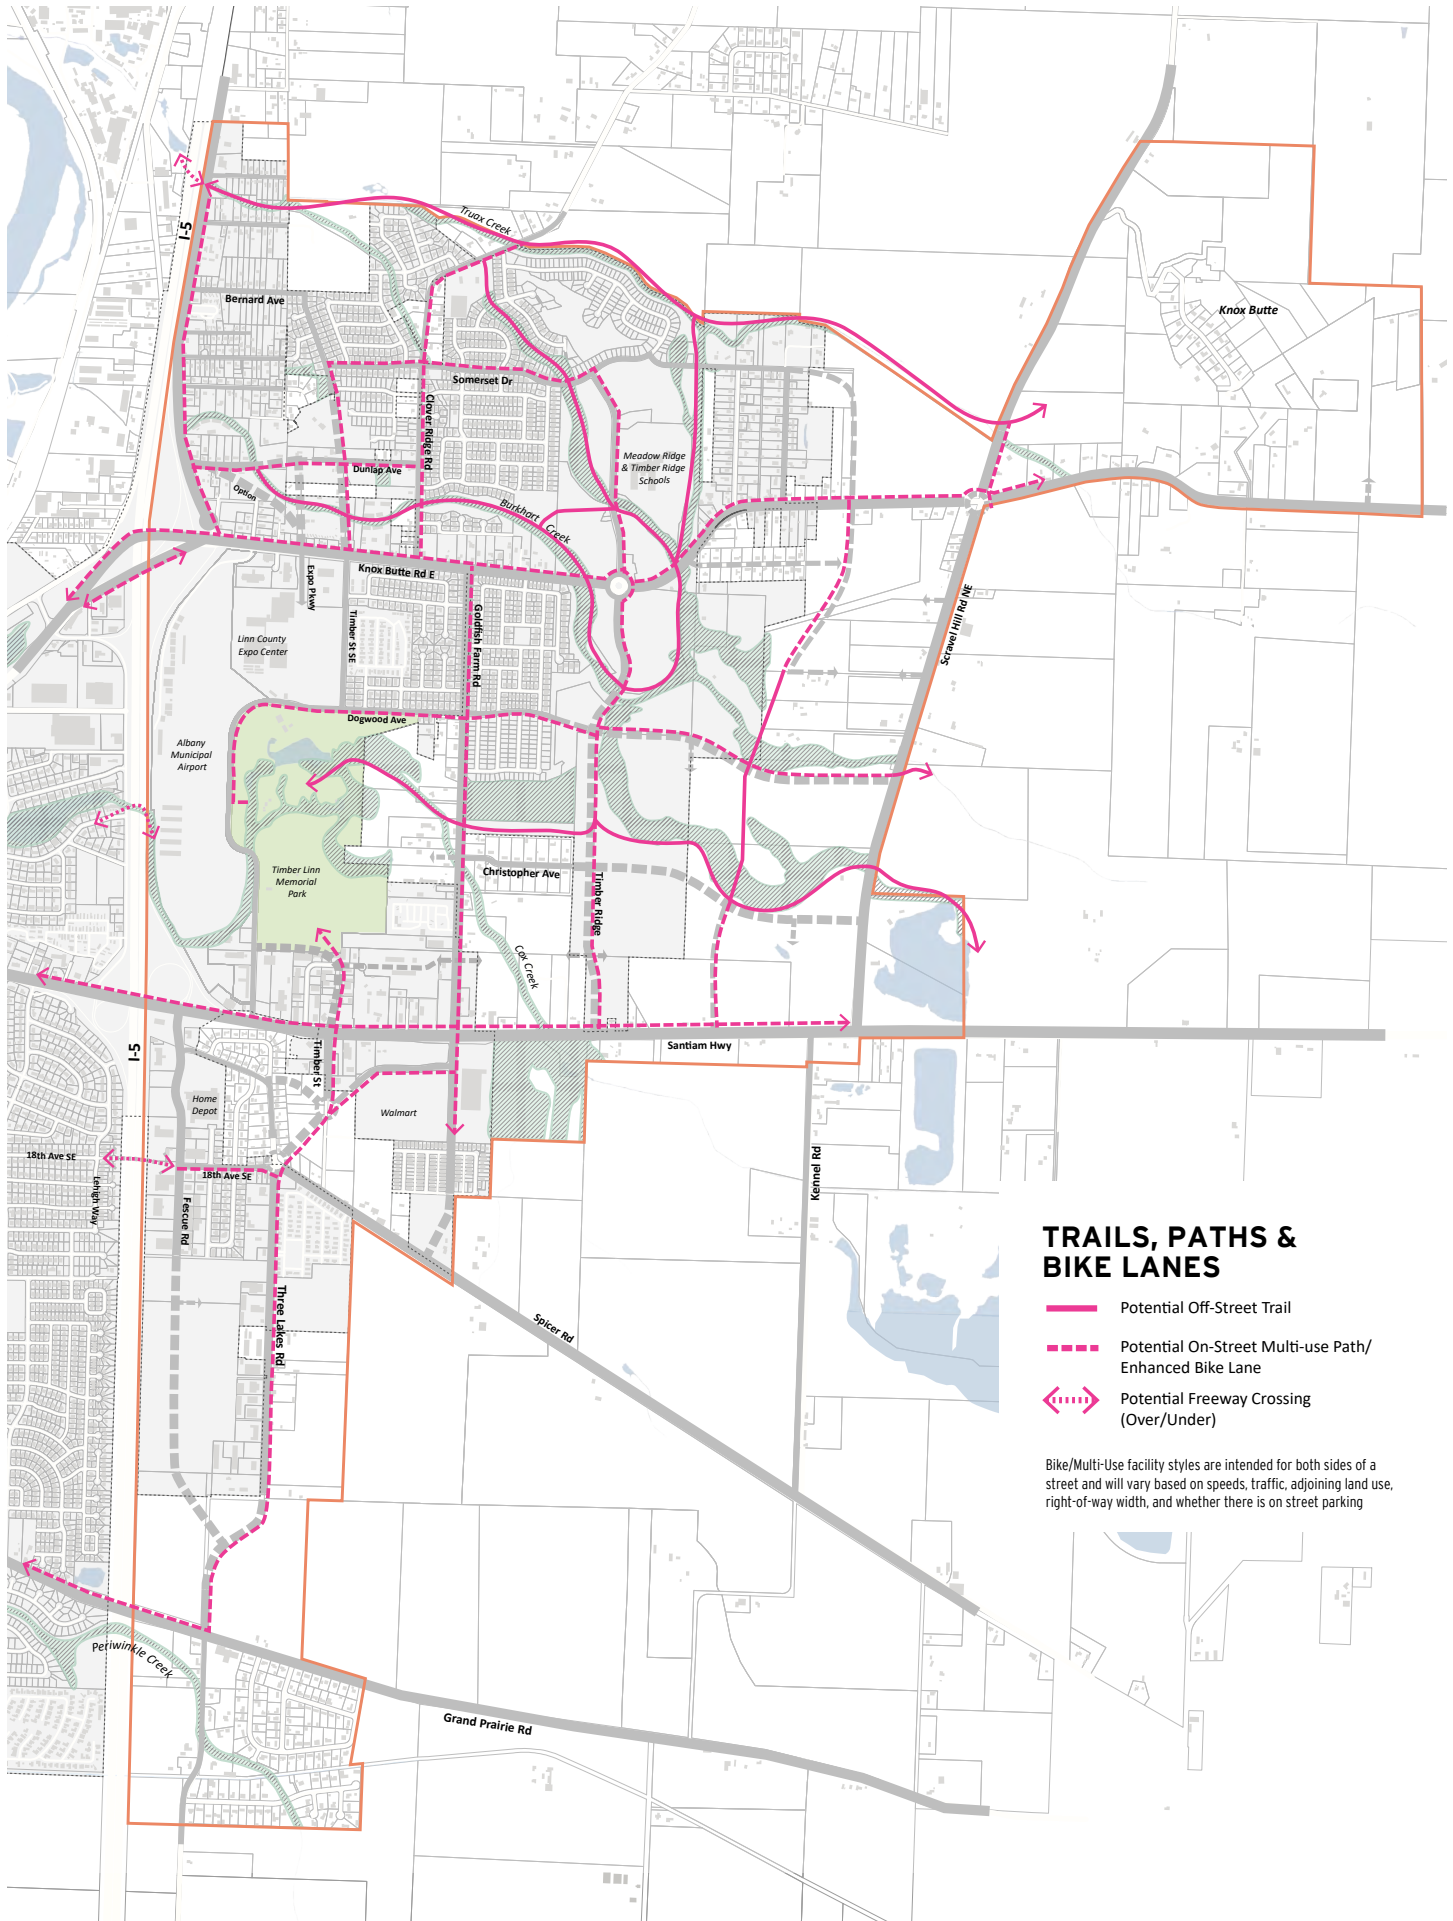 Truax Creek
I-5
Bernard Ave
Knox Butte
Somerset Dr
Clover Ridge Rd
Meadow Ridge
& Timber Ridge
Schools
Dunlap Ave
Option
Burkhart
Creek
Knox Butte Rd E
Expo Pkwy
Timber St SE
Goldfish Farm Rd
Scravel Hill Rd NE
Linn County
Expo Center
Dogwood Ave
Albany
Municipal
Airport
Timber Linn
Memorial
Park
Christopher Ave
Timber Ridge
Cox Creek
I-5
Santiam Hwy
Timber St
Home
Depot
Walmart
18th Ave SE
18th Ave SE
Lehigh Way
Fescue Rd
Kennel Rd
Three Lakes Rd
Spicer Rd
Periwinkle Creek
Grand Prairie Rd
TRAILS, PATHS &
BIKE LANES
Potential Off-Street Trail
Potential On-Street Multi-use Path/
Enhanced Bike Lane
Potential Freeway Crossing
(Over/Under)
Bike/Multi-Use facility styles are intended for both sides of a
street and will vary based on speeds, traffic, adjoining land use,
right-of-way width, and whether there is on street parking